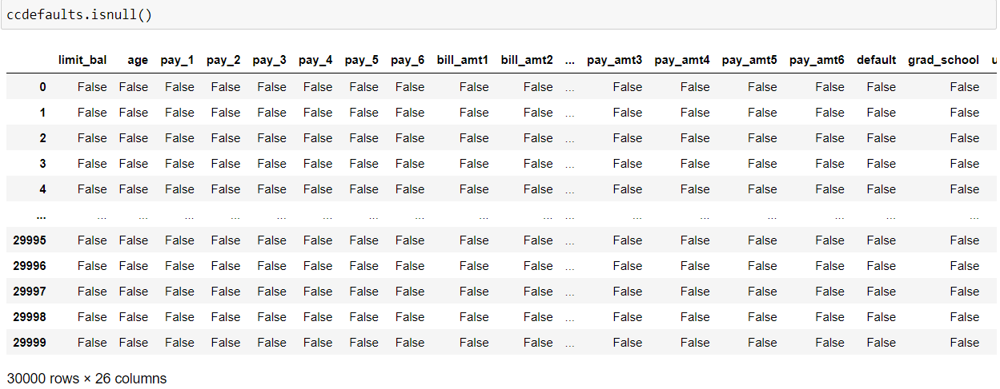 ccdefaults.isnull()
limit_bal age pay_1 pay_2 pay_3 pay_4 pay_5 pay_6 bill_amt1 bill_amt2 ... pay_amt3 pay_amt4 pay_amt5 pay_amt6 default grad_school u
0 False False False False False False False False False False ... False False False False False False
1 False False False False False False False False False False ... False False False False False False
2 False False False False False False False False False False ... False False False False False False
3 False False False False False False False False False False ... False False False False False False
4 False False False False False False False False False False ... False False False False False False
... ... ... ... ... ... ... ... ... ... ... ... ... ... ... ... ... ...
29995 False False False False False False False False False False ... False False False False False False
29996 False False False False False False False False False False ... False False False False False False
29997 False False False False False False False False False False ... False False False False False False
29998 False False False False False False False False False False ... False False False False False False
29999 False False False False False False False False False False ... False False False False False False
30000 rows × 26 columns